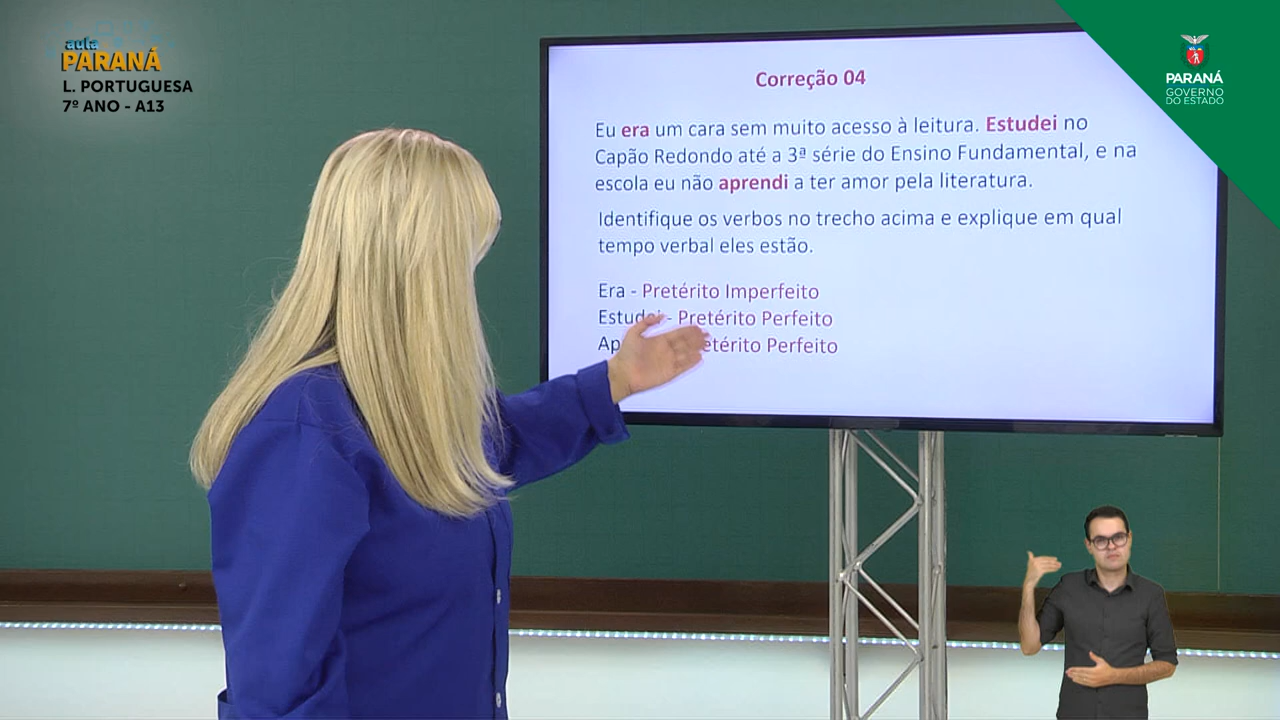 aula
PARANÁ
L. PORTUGUESA
7º ANO - A13
PARANÁ
GOVERNO
DO ESTADO
Correção 04
Eu era um cara sem muito acesso à leitura. Estudei no
Capão Redondo até a 3ª série do Ensino Fundamental, e na
escola eu não aprendi a ter amor pela literatura.
Identifique os verbos no trecho acima e explique em qual
tempo verbal eles estão.
Era - Pretérito Imperfeito
Estudei - Pretérito Perfeito
Pretérito Perfeito